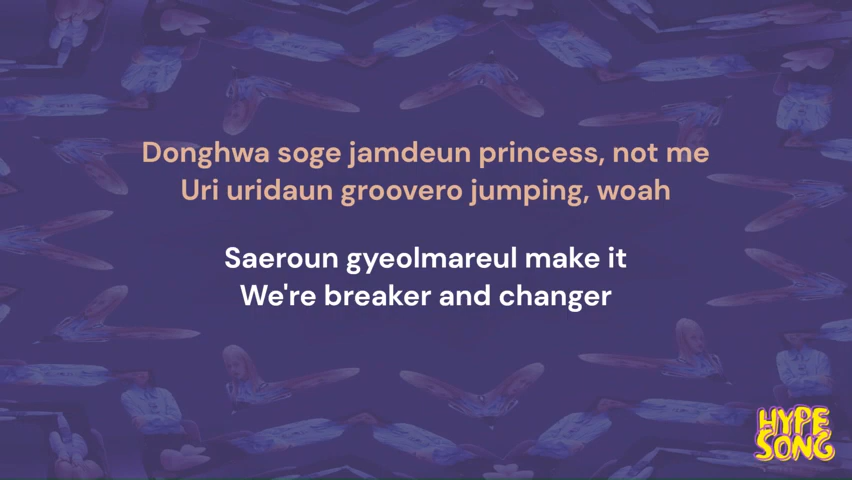 Donghwa soge jamdeun princess, not me
Uri uridaun groovero jumping, woah
Saeroun gyeolmareul make it
We're breaker and changer
HYPE
SONG